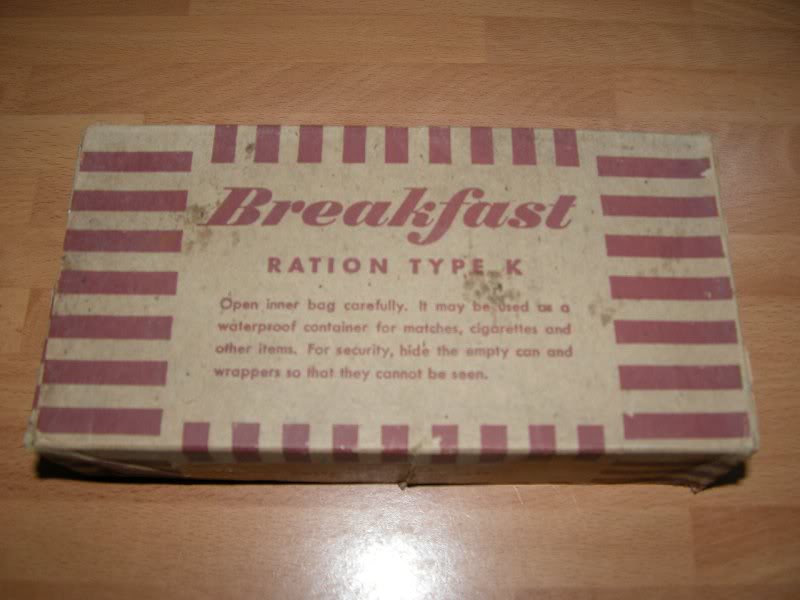 Breakfast
RATION TYPE K
Open inner bag carefully. It may be used as a
waterproof container for matches, cigarettes and
other items. For security, hide the empty can and
wrappers so that they cannot be seen.